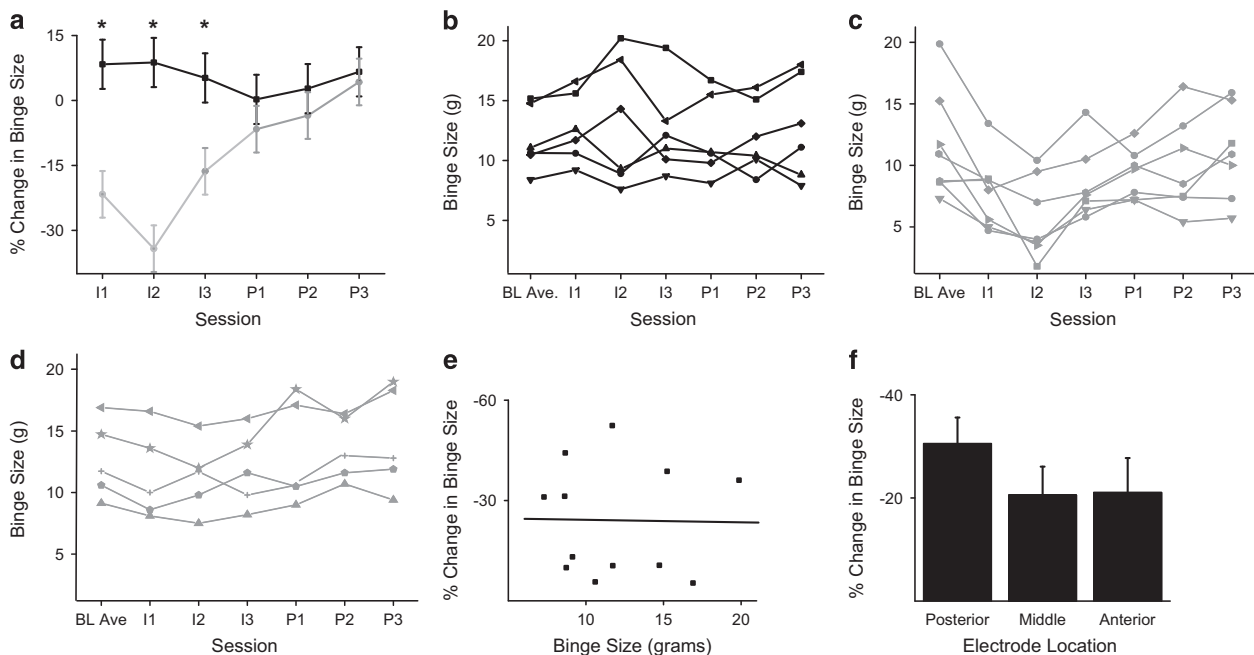 a
*
*
*
15
0
-15
-30
% Change in Binge Size
I1 I2 I3 P1 P2 P3
Session
b
20
15
10
5
Binge Size (g)
BL Ave. I1 I2 I3 P1 P2 P3
Session
c
20
15
10
5
Binge Size (g)
BL Ave I1 I2 I3 P1 P2 P3
Session
d
20
15
10
5
Binge Size (g)
BL Ave I1 I2 I3 P1 P2 P3
Session
e
-60
-30
% Change in Binge Size
10 15 20
Binge Size (grams)
f
-40
-20
% Change in Binge Size
Posterior Middle Anterior
Electrode Location